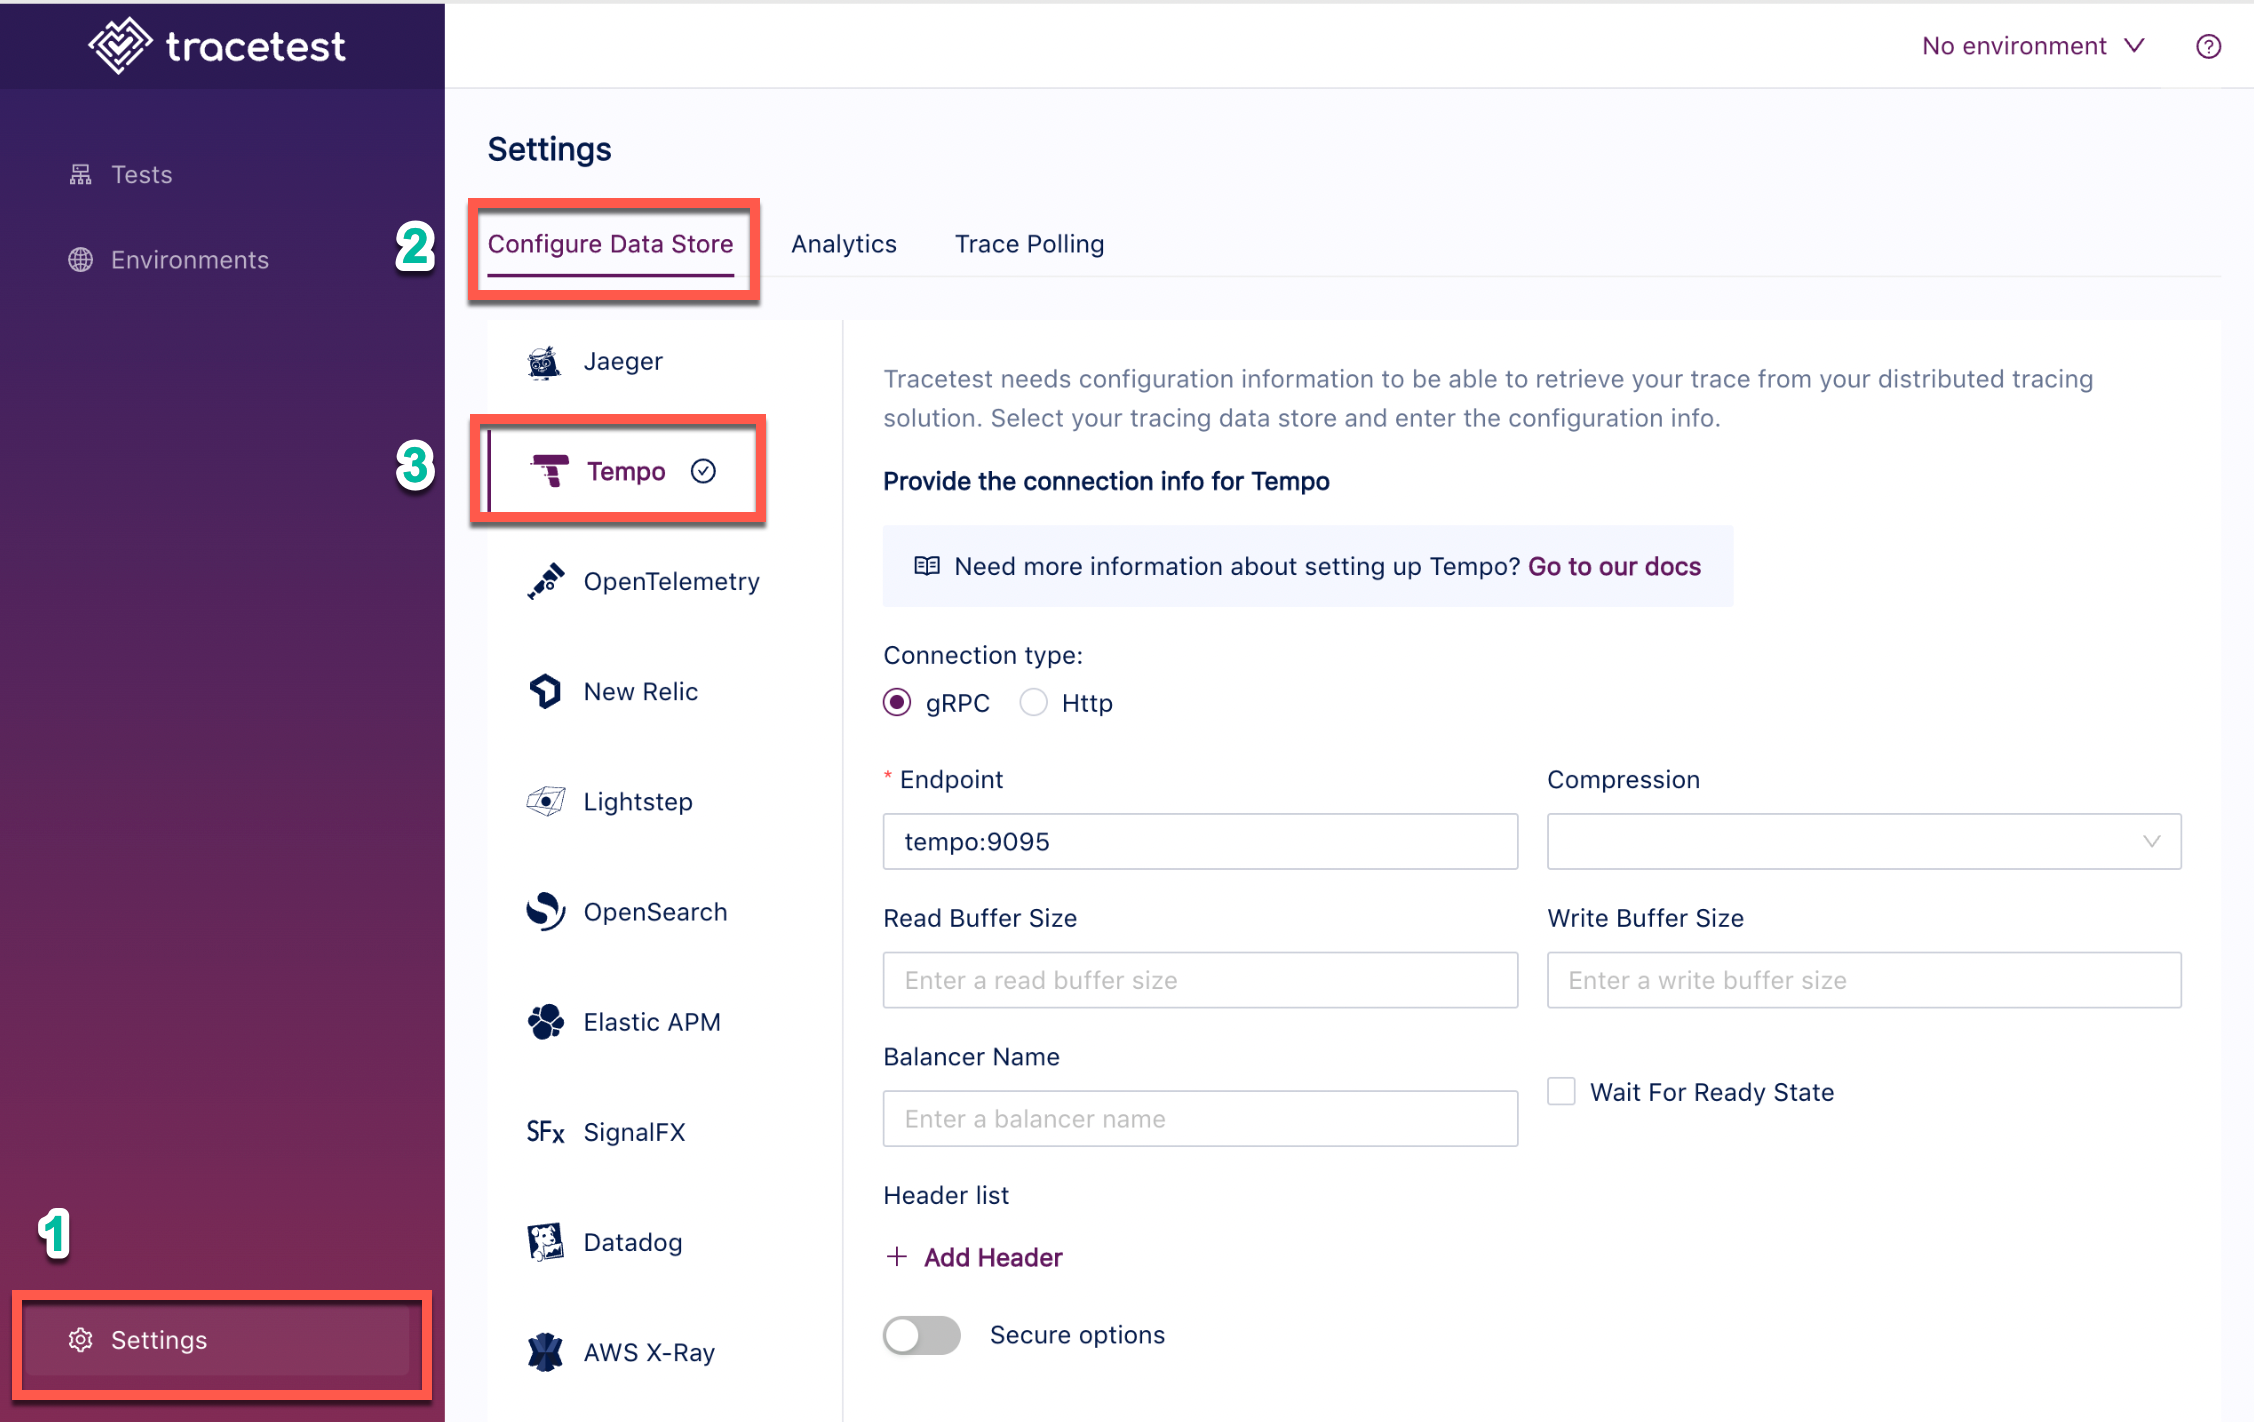 tracetest
No environment
Tests
Environments
Settings
2
Configure Data Store
Analytics
Trace Polling
Jaeger
3
Tempo
OpenTelemetry
New Relic
Lightstep
OpenSearch
Elastic APM
SFx SignalFX
Datadog
AWS X-Ray
Tracetest needs configuration information to be able to retrieve your trace from your distributed tracing
solution. Select your tracing data store and enter the configuration info.
Provide the connection info for Tempo
Need more information about setting up Tempo? Go to our docs
Connection type:
gRPC
Http
* Endpoint
tempo:9095
Compression
Read Buffer Size
Enter a read buffer size
Write Buffer Size
Enter a write buffer size
Balancer Name
Enter a balancer name
Wait For Ready State
Header list
+ Add Header
Secure options
1
Settings